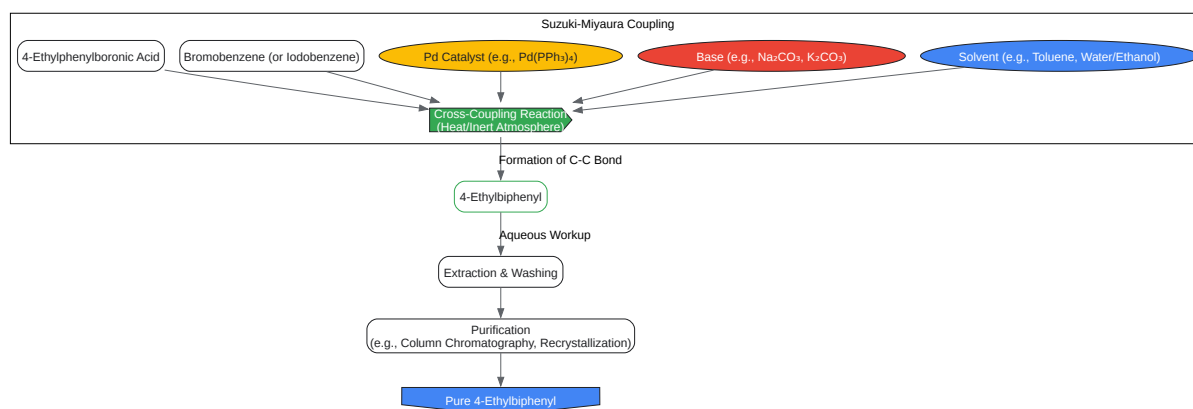 Suzuki-Miyaura Coupling
4-Ethylphenylboronic Acid
Bromobenzene (or Iodobenzene)
Pd Catalyst (e.g., Pd(PPh₃)₄)
Base (e.g., Na₂CO₃, K₂CO₃)
Solvent (e.g., Toluene, Water/Ethanol)
Cross-Coupling Reaction
(Heat/Inert Atmosphere)
Formation of C-C Bond
4-Ethylbiphenyl
Aqueous Workup
Extraction & Washing
Purification
(e.g., Column Chromatography, Recrystallization)
Pure 4-Ethylbiphenyl